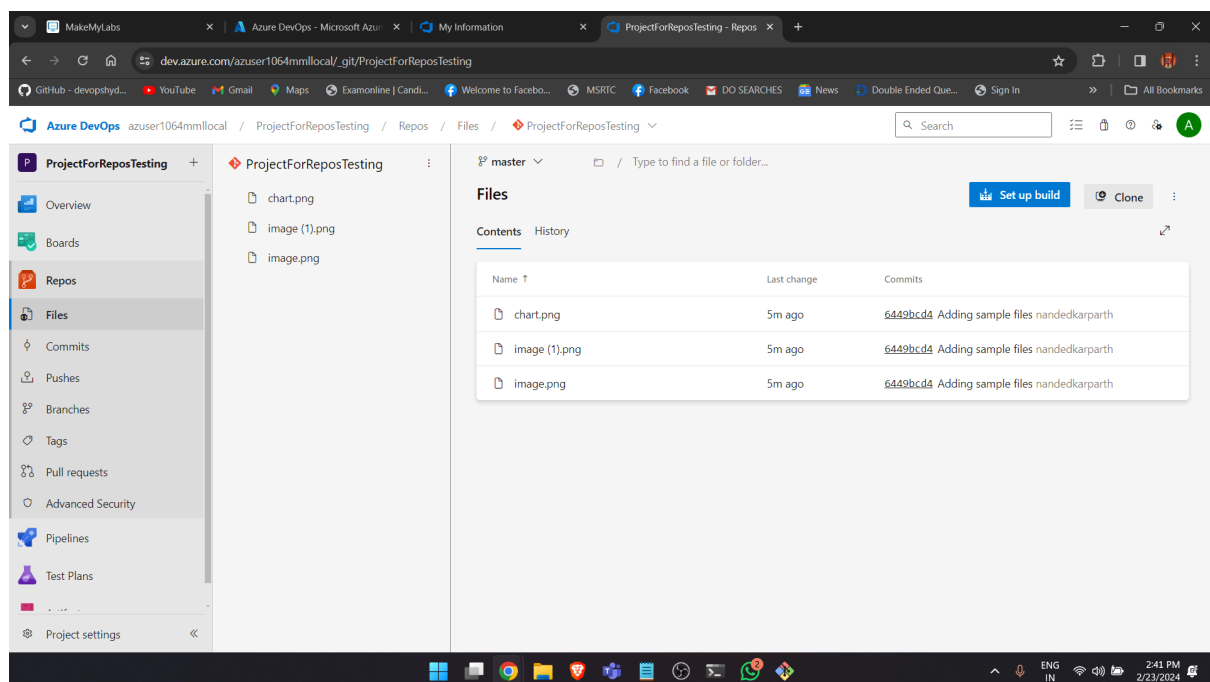 MakeMyLabs
Azure DevOps - Microsoft Azur
My Information
ProjectForReposTesting - Repos
dev.azure.com/azuser1064mmllocal/_git/ProjectForReposTesting
GitHub - devopshyd...
YouTube
Gmail
Maps
Examonline | Candi...
Welcome to Facebo...
MSRTC
Facebook
DO SEARCHES
News
Double Ended Que...
Sign In
»
All Bookmarks
Azure DevOps azuser1064mmllocal / ProjectForReposTesting / Repos / Files / ProjectForReposTesting
Search
A
P ProjectForReposTesting +
Overview
Boards
Repos
Files
Commits
Pushes
Branches
Tags
Pull requests
Advanced Security
Pipelines
Test Plans
Project settings
ProjectForReposTesting
chart.png
image (1).png
image.png
master / Type to find a file or folder...
Files
Set up build
Clone
Contents History
Name ↑ Last change Commits
chart.png 5m ago 6449bcd4 Adding sample files nandedkarparth
image (1).png 5m ago 6449bcd4 Adding sample files nandedkarparth
image.png 5m ago 6449bcd4 Adding sample files nandedkarparth
2
ENG
IN
2:41 PM
2/23/2024